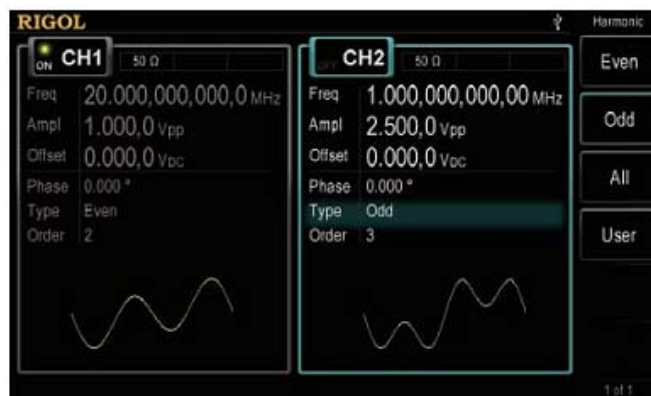 RIGOL
Harmonic
ON CH1 50 Ω
Freq 20.000,000,000,0 MHz
Ampl 1.000,0 Vpp
Offset 0.000,0 VDC
Phase 0.000 °
Type Even
Order 2
OFF CH2 50 Ω
Freq 1.000,000,000,00 MHz
Ampl 2.500,0 Vpp
Offset 0.000,0 VDC
Phase 0.000 °
Type Odd
Order 3
Even
Odd
All
User
1 of 1